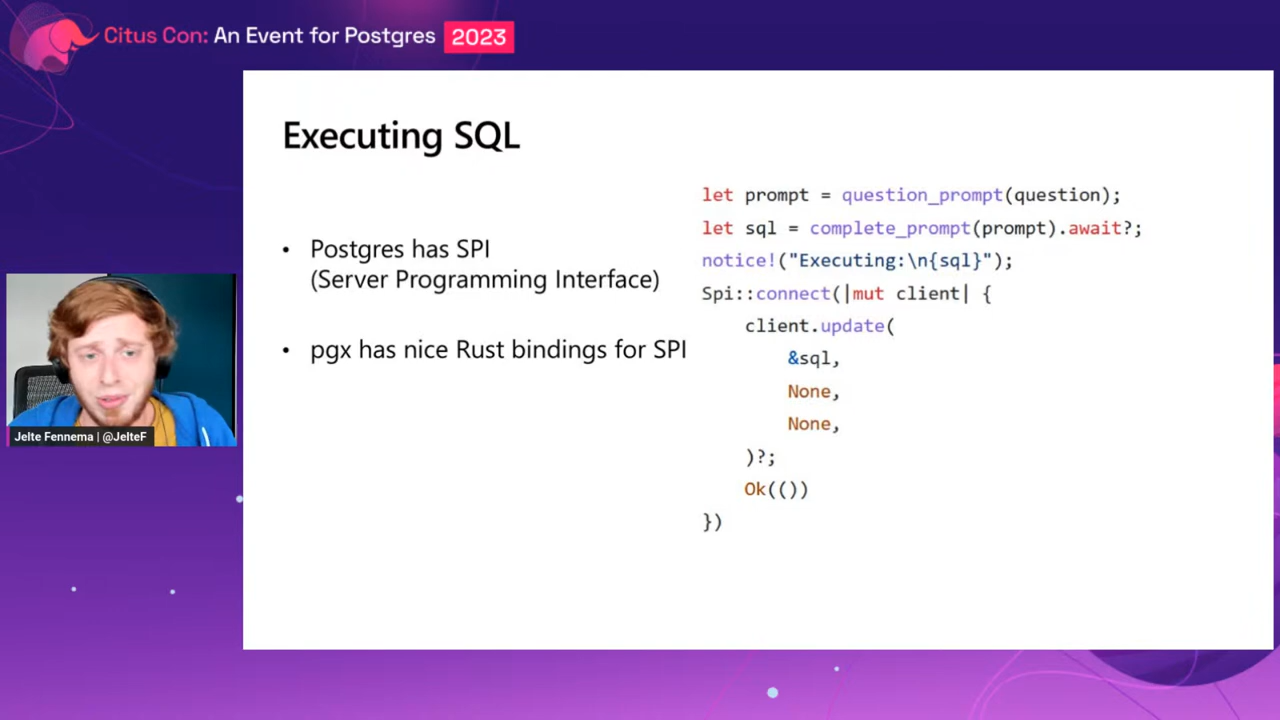 Citus Con: An Event for Postgres 2023
Executing SQL
• Postgres has SPI
(Server Programming Interface)
• pgx has nice Rust bindings for SPI
let prompt = question_prompt(question);
let sql = complete_prompt(prompt).await?;
notice!("Executing:\n{sql}");
Spi::connect(|mut client| {
    client.update(
        &sql,
        None,
        None,
    )?;
    Ok(())
})
Jelte Fennema | @JelteF